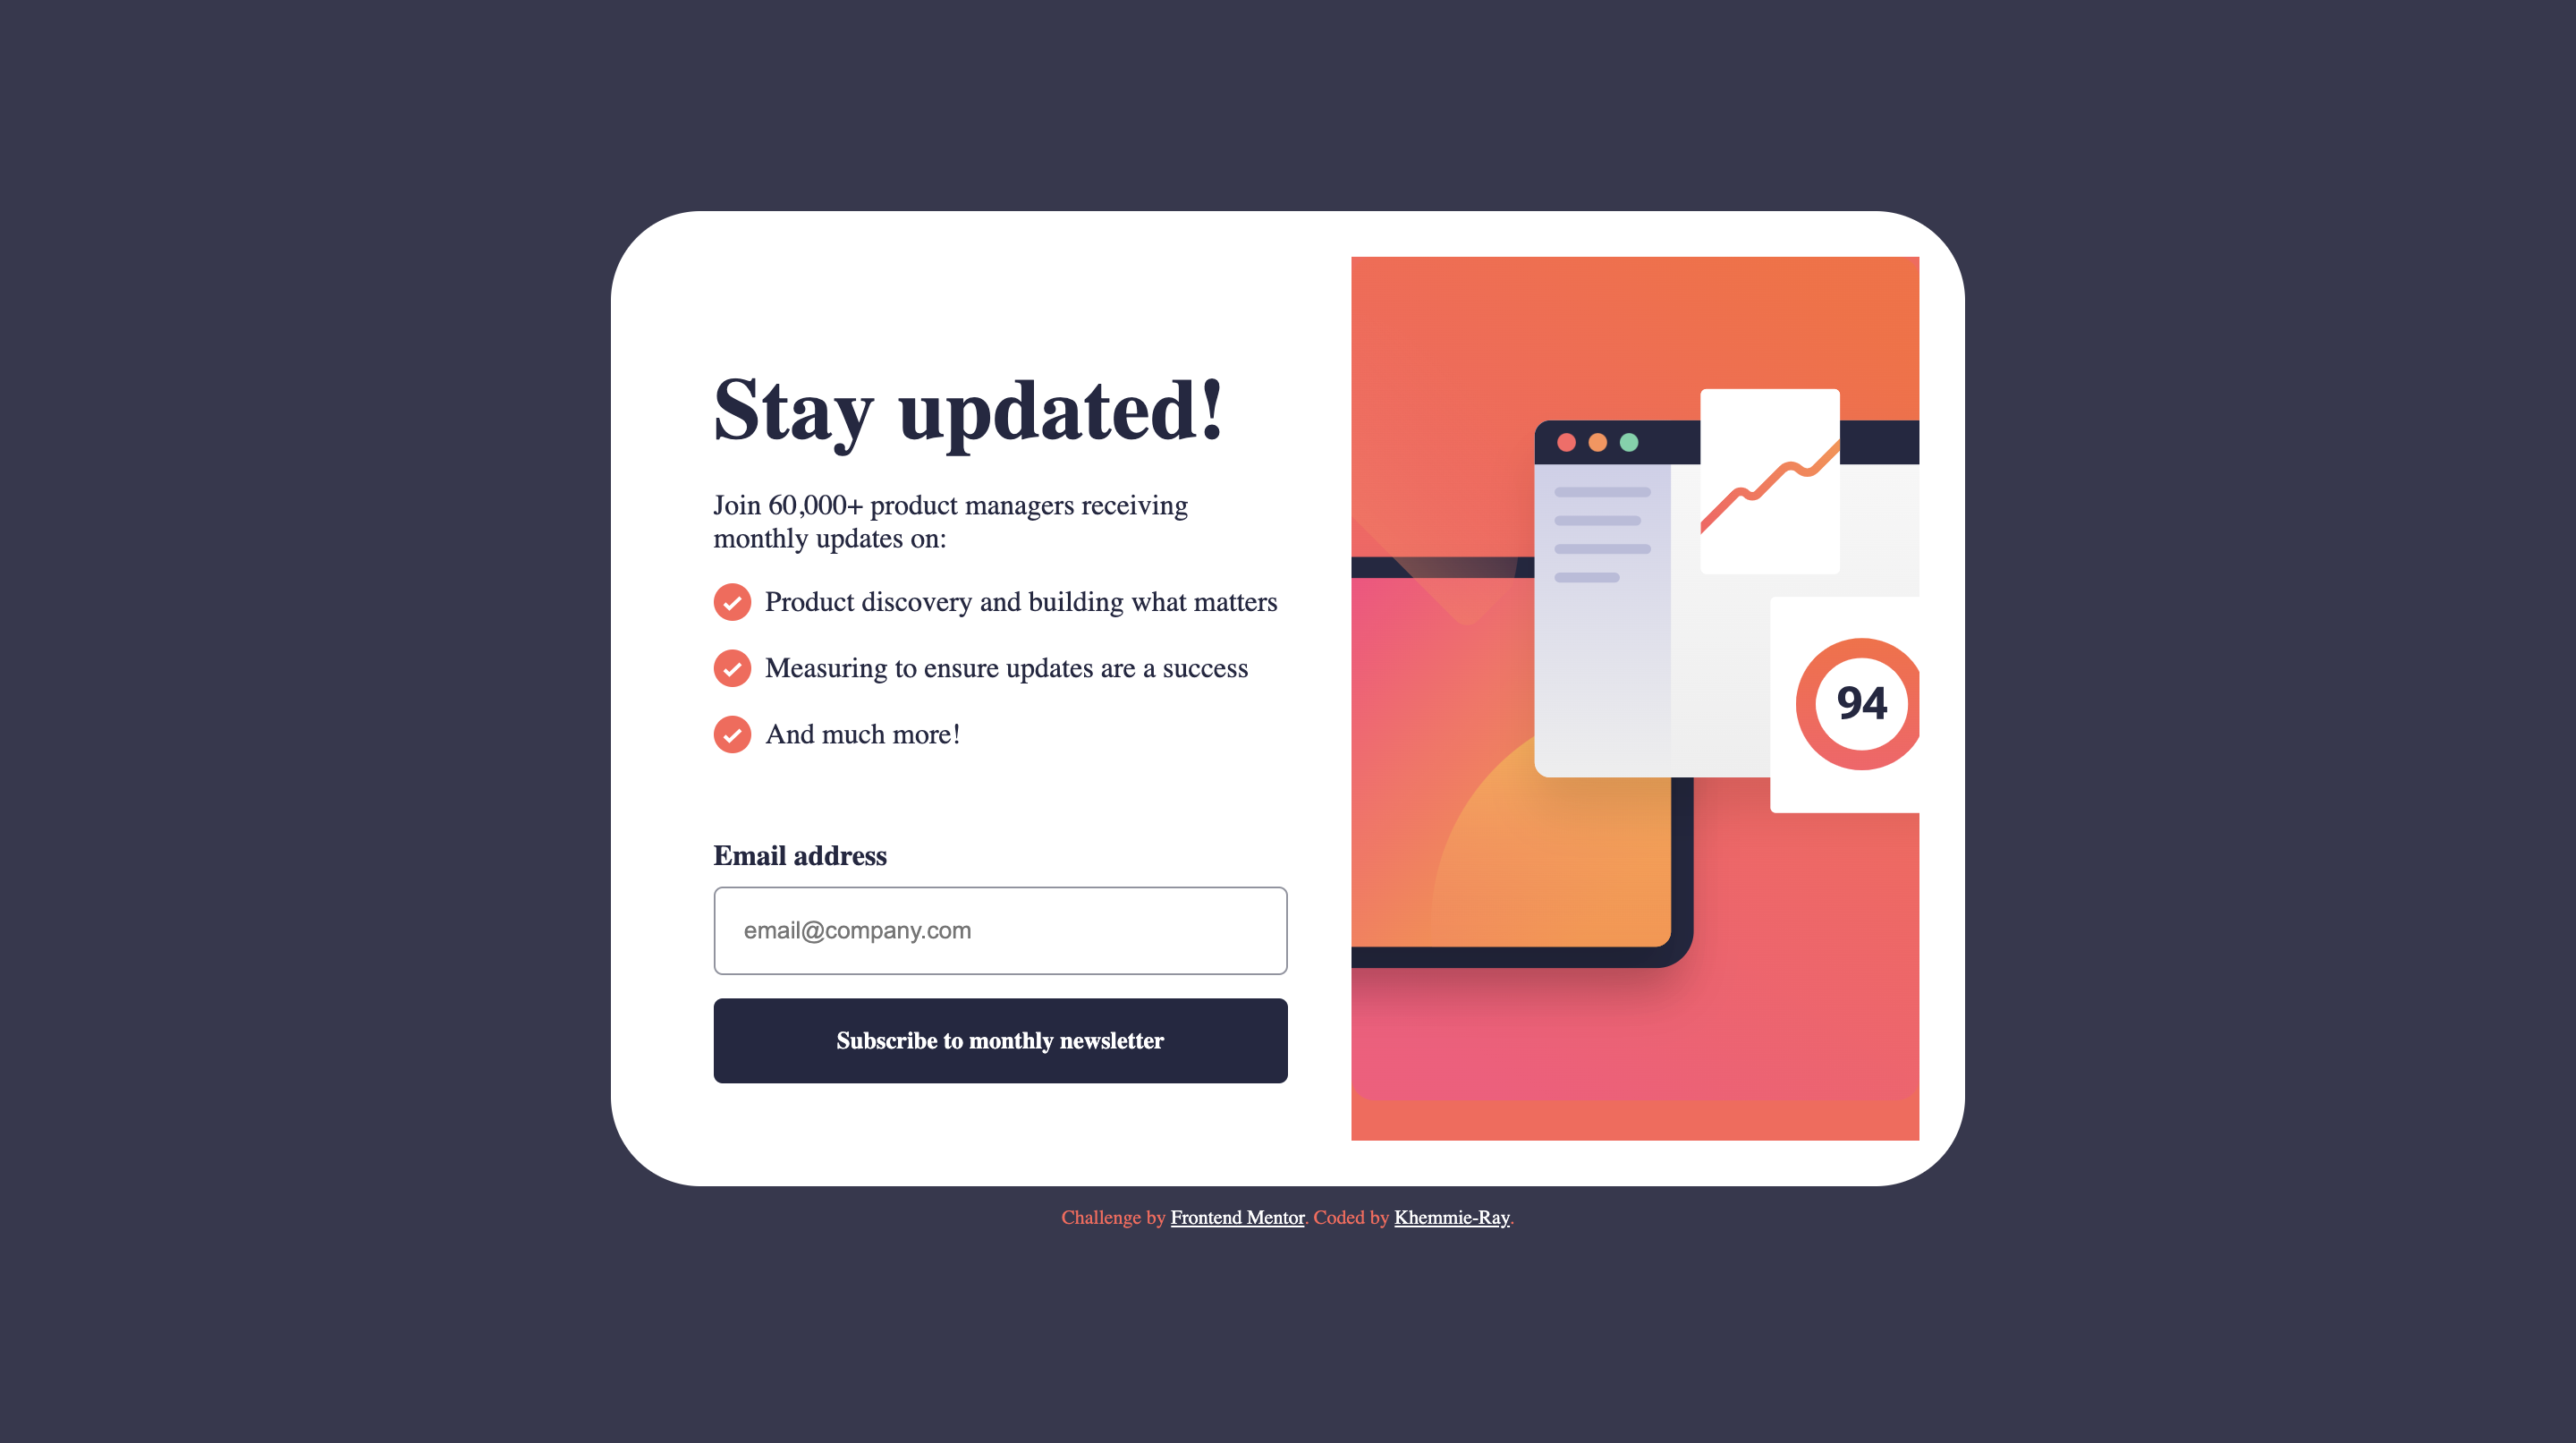 Stay updated!
Join 60,000+ product managers receiving
monthly updates on:
Product discovery and building what matters
Measuring to ensure updates are a success
And much more!
Email address
email@company.com
Subscribe to monthly newsletter
94
Challenge by Frontend Mentor. Coded by Khemmie-Ray.